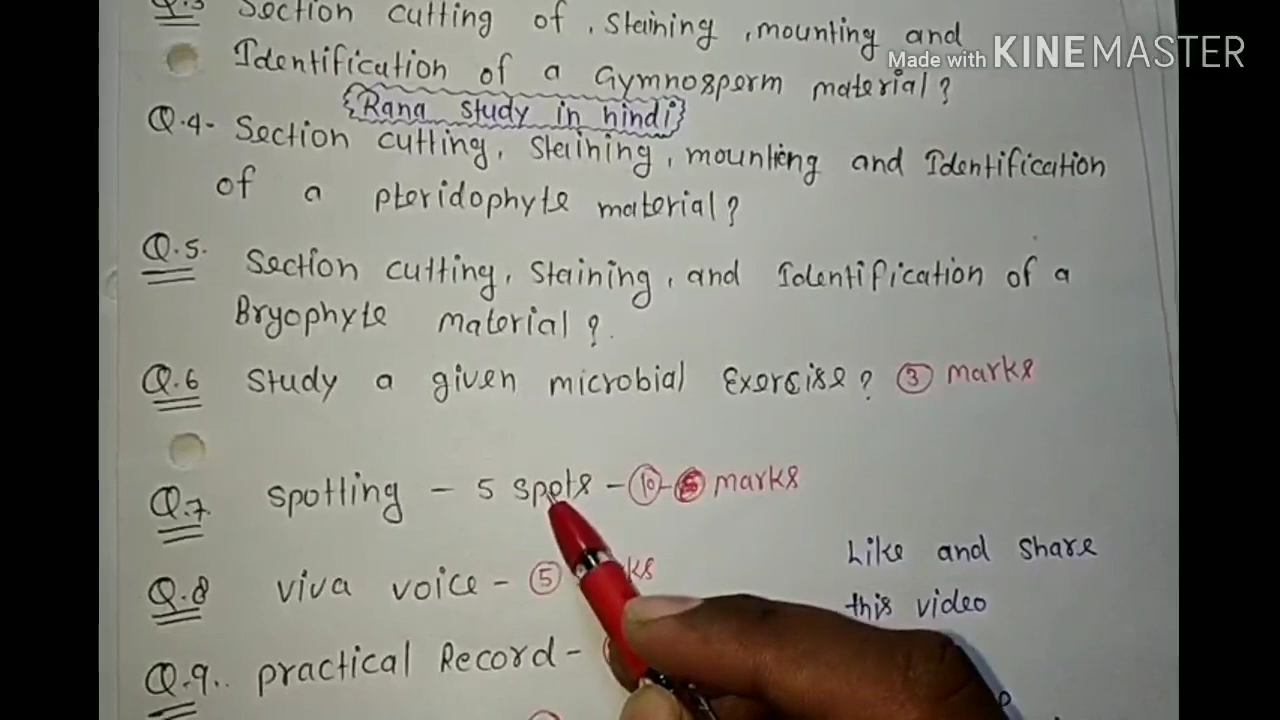 Q.3 Section cutting of, Staining, mounting and
Made with KINEMASTER
Identification of a Gymnosperm material?
{Rana study in hindi}
Q.4- Section cutting, Staining, mounting and Identification
of a pteridophyte material?
Q.5. Section cutting, Staining, and Identification of a
Bryophyte material?
Q.6 Study a given microbial Exercise? 3 marks
Q.7 Spotting - 5 Spots - 10 - marks
Like and share
this video
Q.8 viva voice - 5
Q.9.. practical Record -